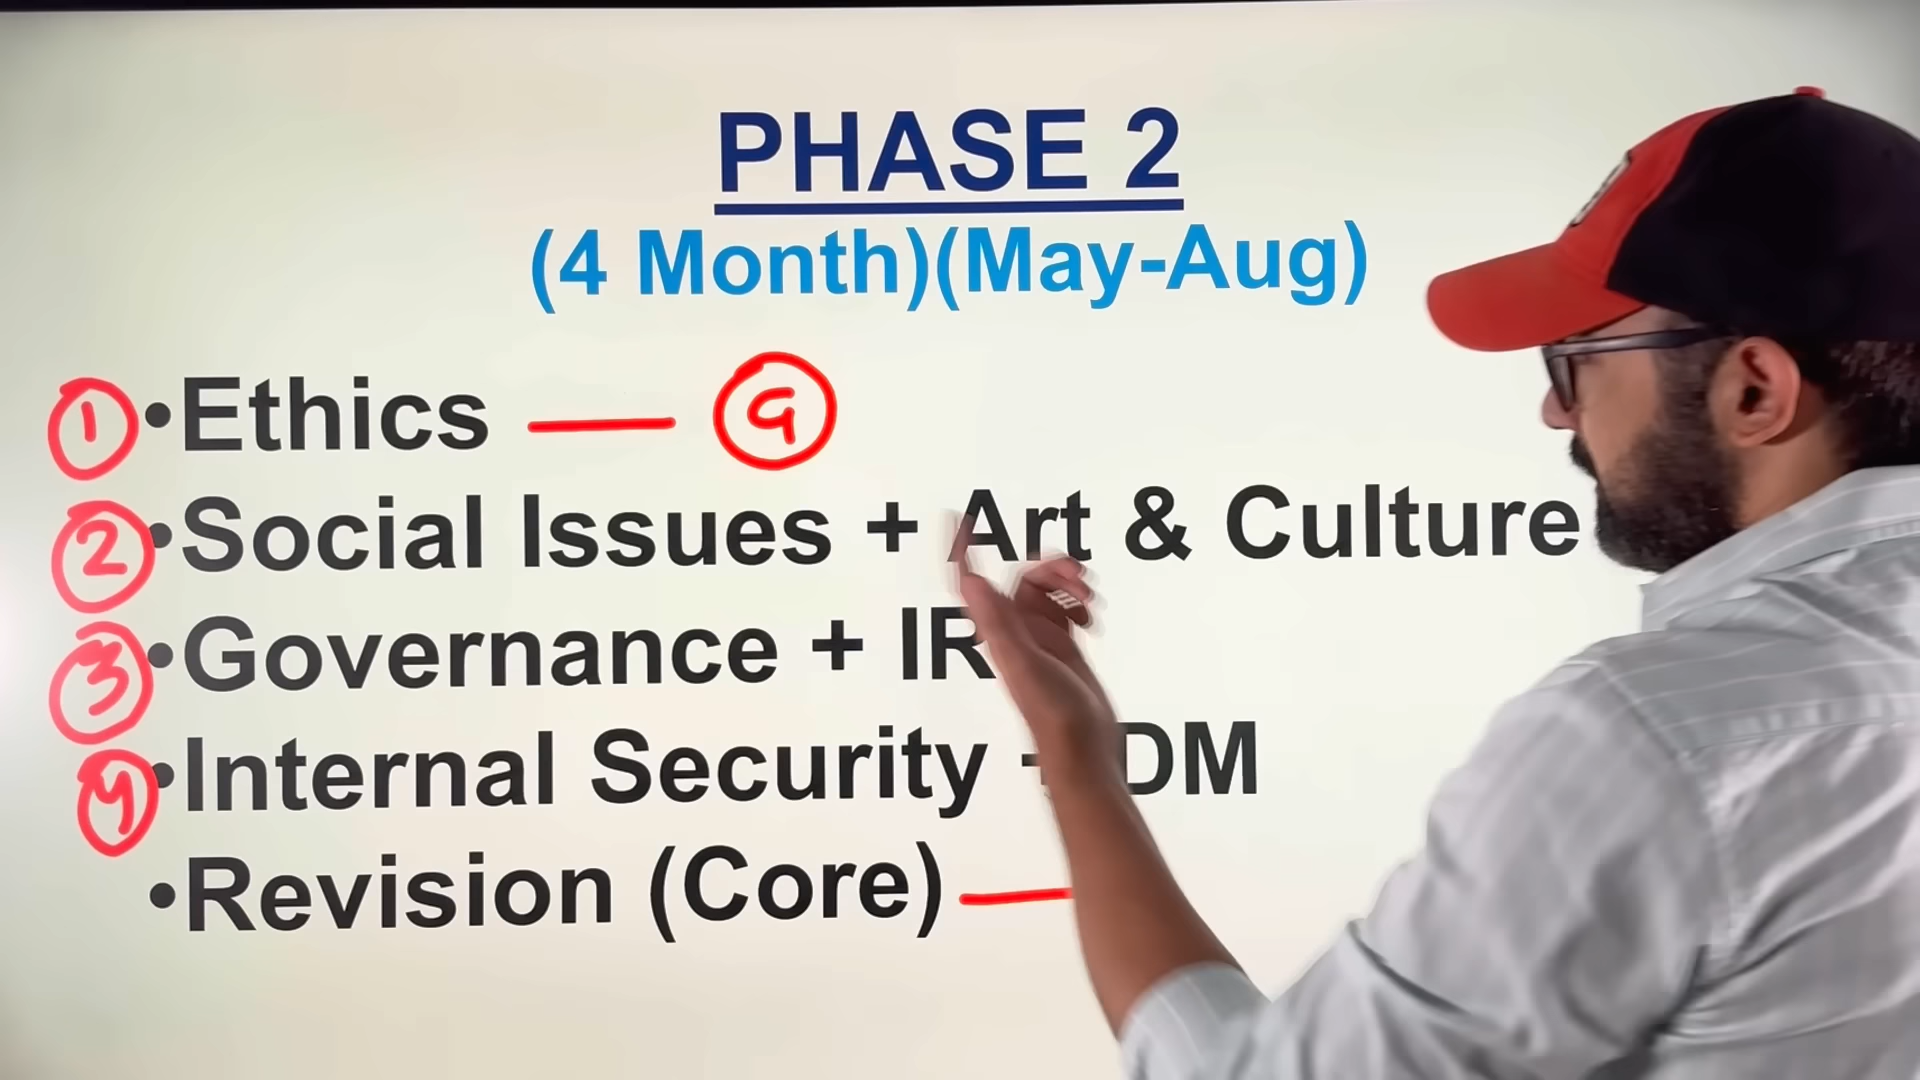 PHASE 2
(4 Month)(May-Aug)
1 •Ethics — G
2 •Social Issues + Art & Culture
3 •Governance + IR
4 •Internal Security + DM
•Revision (Core) —